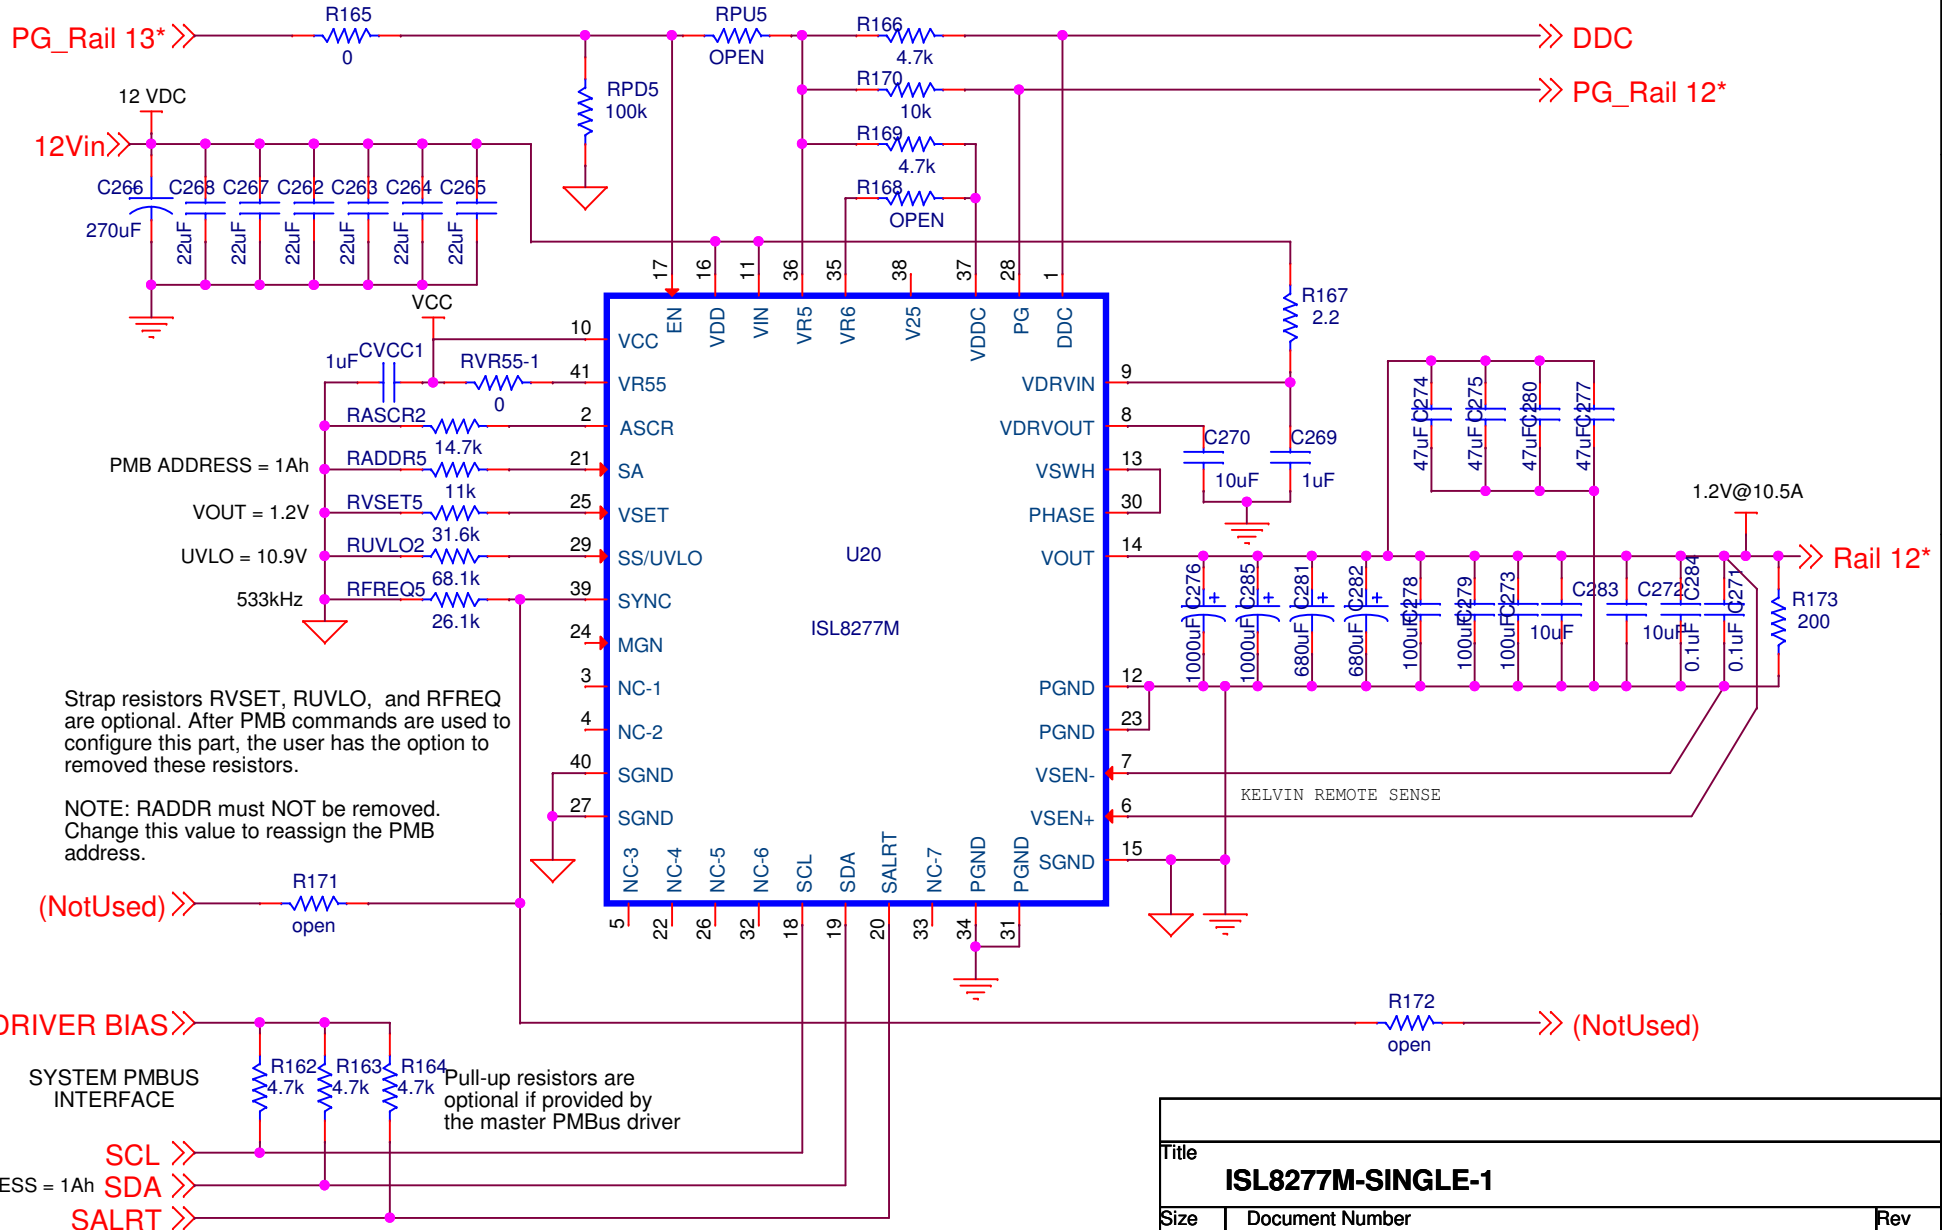 R165
RPU5
R166
PG_Rail 13*
0
OPEN
4.7k
DDC
R170
10k
PG_Rail 12*
12 VDC
RPD5
100k
R169
4.7k
12Vin
R168
OPEN
C266
C268
C267
C262
C263
C264
C265
270uF
22uF
22uF
22uF
22uF
22uF
22uF
17
16
11
36
35
38
37
28
1
EN
VDD
VIN
VR5
VR6
V25
VDDC
PG
DDC
R167
2.2
VCC
10
VCC
CVCC1
1uF
RVR55-1
0
41
VR55
RASCR2
14.7k
2
ASCR
PMB ADDRESS = 1Ah
RADDR5
11k
21
SA
VOUT = 1.2V
RVSET5
31.6k
25
VSET
UVLO = 10.9V
RUVLO2
68.1k
29
SS/UVLO
533kHz
RFREQ5
26.1k
39
SYNC
24
MGN
3
NC-1
4
NC-2
40
SGND
27
SGND
U20
ISL8277M
VDRVIN
9
VDRVOUT
8
VSWH
13
PHASE
30
VOUT
14
PGND
12
PGND
23
VSEN-
7
VSEN+
6
SGND
15
C270
10uF
C269
1uF
47uF C274
47uF C275
47uF C280
47uF C277
1.2V@10.5A
Rail 12*
1000uF C276
1000uF C285
680uF C281
680uF C282
100uF C278
100uF C279
100uF C273
C283
10uF
C272
10uF
0.1uF C284
0.1uF C271
R173
200
KELVIN REMOTE SENSE
Strap resistors RVSET, RUVLO, and RFREQ
are optional. After PMB commands are used to
configure this part, the user has the option to
removed these resistors.
NOTE: RADDR must NOT be removed.
Change this value to reassign the PMB
address.
NC-3
NC-4
NC-5
NC-6
SCL
SDA
SALRT
NC-7
PGND
PGND
5
22
26
32
18
19
20
33
34
31
(NotUsed)
R171
open
R172
open
(NotUsed)
DRIVER BIAS
SYSTEM PMBUS
INTERFACE
R162
4.7k
R163
4.7k
R164
4.7k
Pull-up resistors are
optional if provided by
the master PMBus driver
SCL
ESS = 1Ah SDA
SALRT
Title
ISL8277M-SINGLE-1
Size
Document Number
Rev